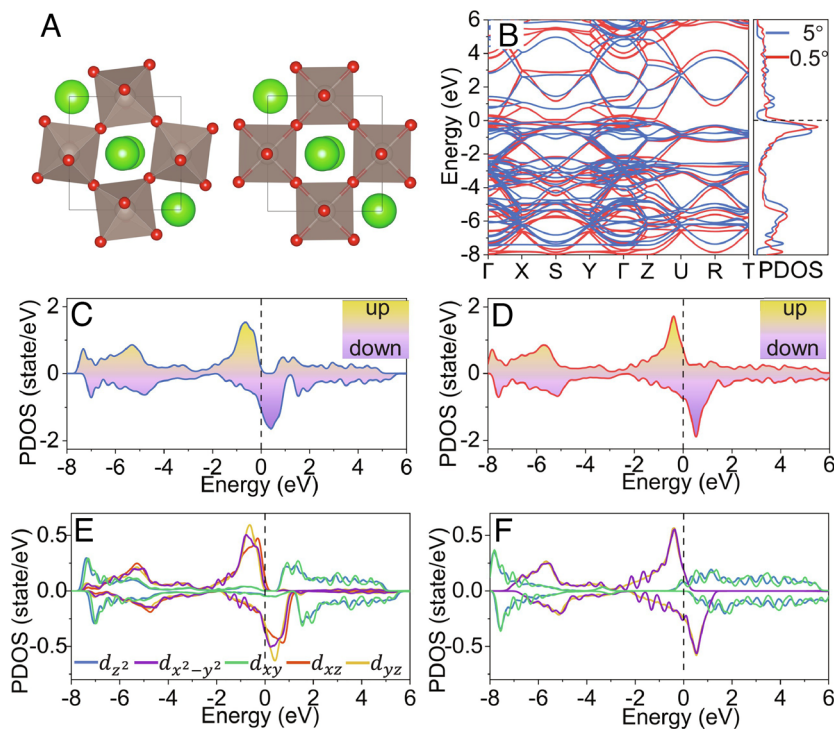 A
B
Energy (eV)
6
4
2
0
-2
-4
-6
-8
Γ X S Y Γ Z U R T
5°
0.5°
PDOS
C
PDOS (state/eV)
2
0
-2
up
down
-8 -6 -4 -2 0 2 4 6
Energy (eV)
D
PDOS (state/eV)
2
0
-2
up
down
-8 -6 -4 -2 0 2 4 6
Energy (eV)
E
PDOS (state/eV)
0.5
0.0
-0.5
d_{z²} d_{x²−y²} d_{xy} d_{xz} d_{yz}
-8 -6 -4 -2 0 2 4 6
Energy (eV)
F
PDOS (state/eV)
0.5
0.0
-0.5
-8 -6 -4 -2 0 2 4 6
Energy (eV)